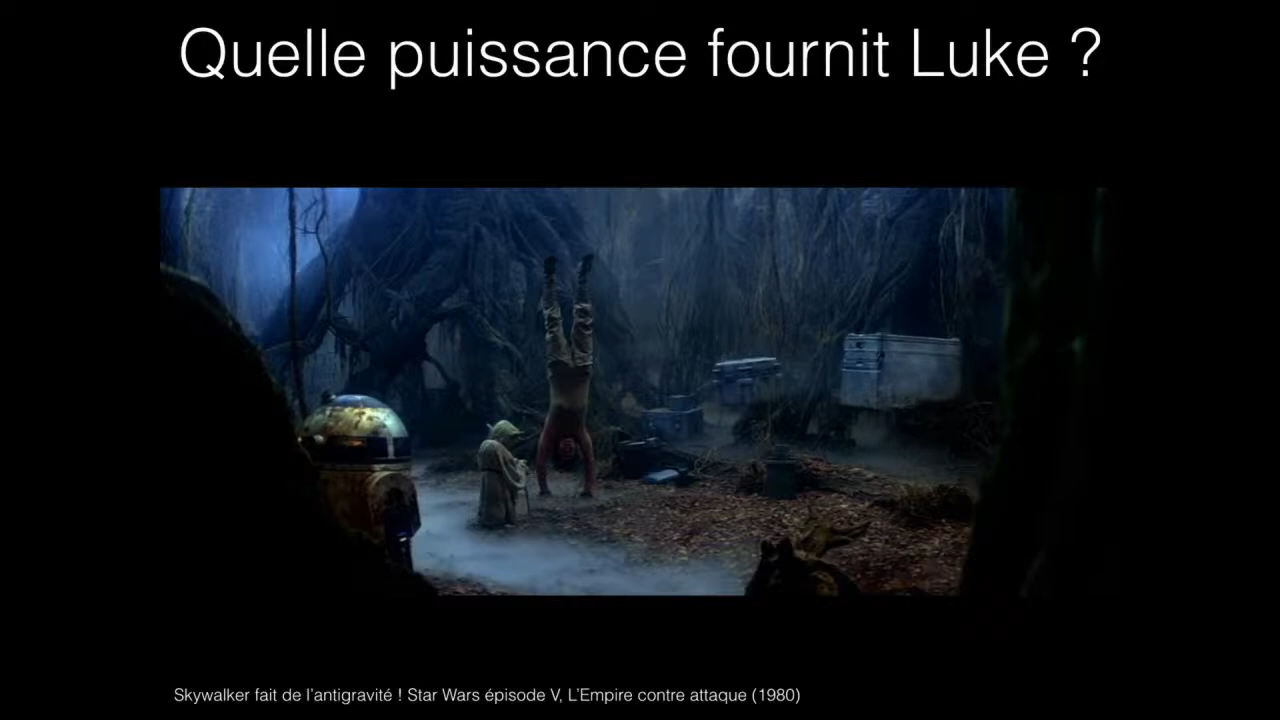 Quelle puissance fournit Luke ?
Skywalker fait de l'antigravité ! Star Wars épisode V, L'Empire contre attaque (1980)